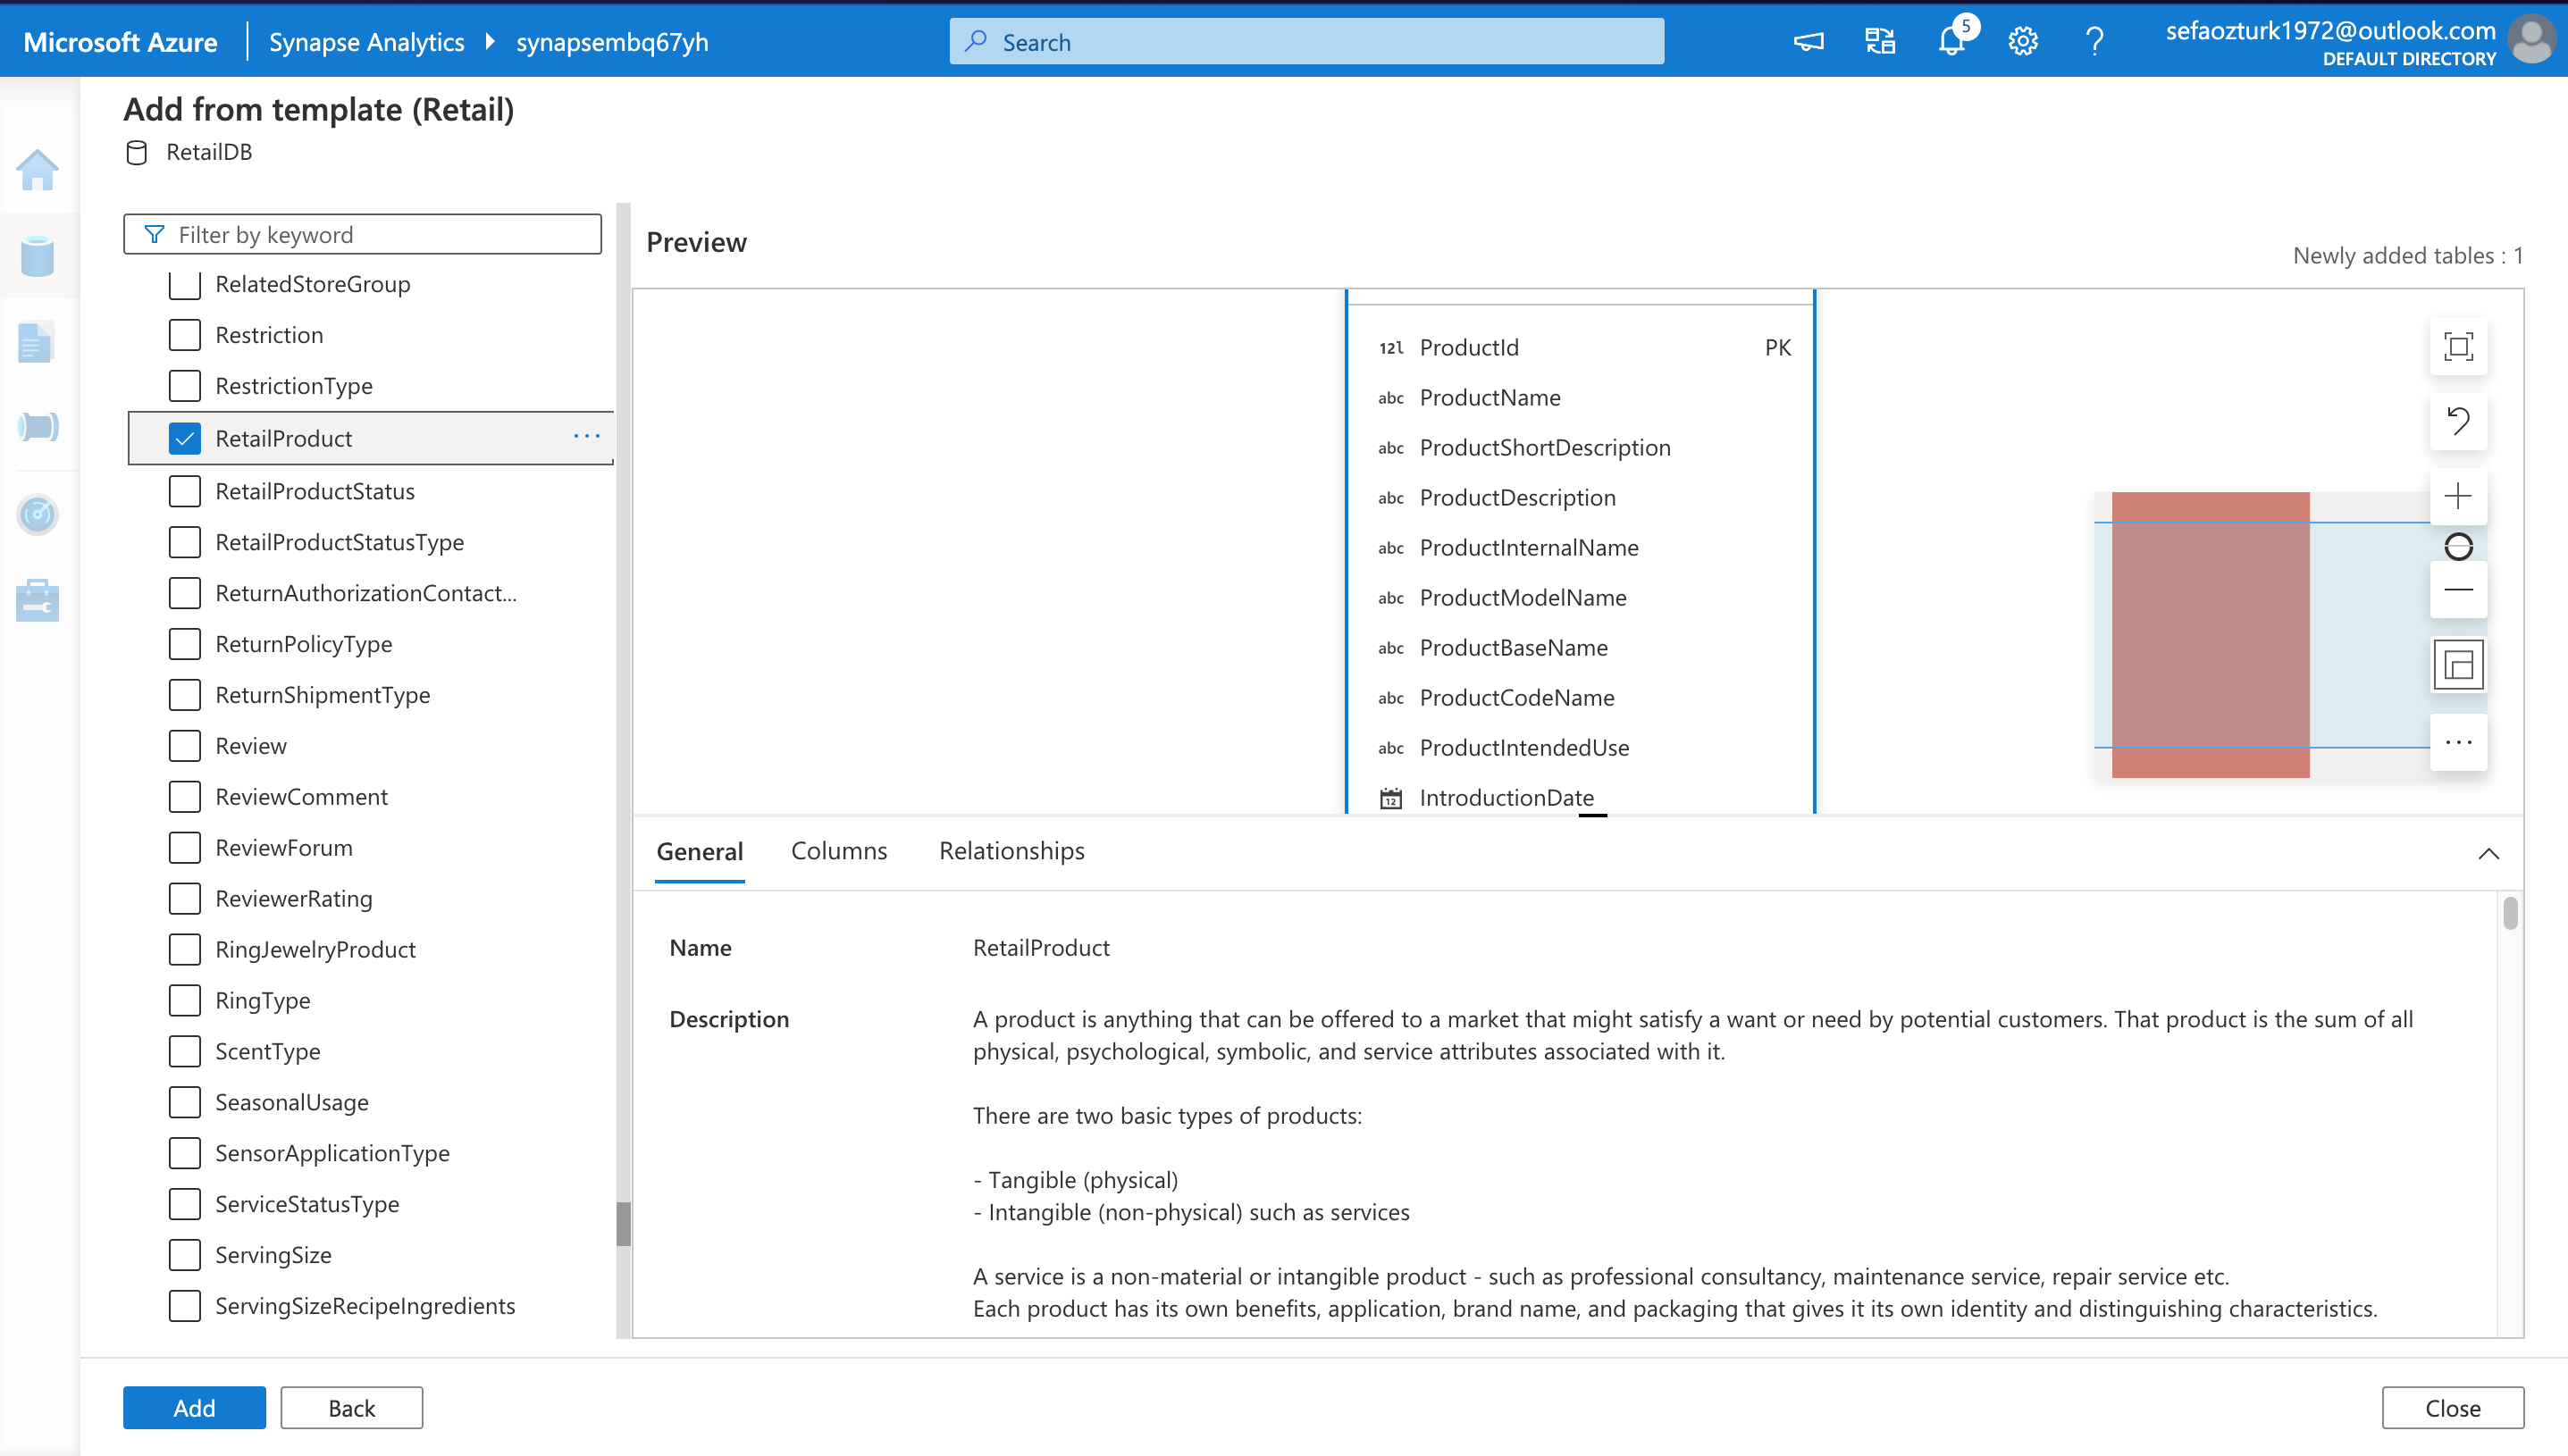 Microsoft Azure
Synapse Analytics
synapsembq67yh
Search
5
sefaozturk1972@outlook.com
DEFAULT DIRECTORY
Add from template (Retail)
RetailDB
Filter by keyword
RelatedStoreGroup
Restriction
RestrictionType
RetailProduct
RetailProductStatus
RetailProductStatusType
ReturnAuthorizationContact...
ReturnPolicyType
ReturnShipmentType
Review
ReviewComment
ReviewForum
ReviewerRating
RingJewelryProduct
RingType
ScentType
SeasonalUsage
SensorApplicationType
ServiceStatusType
ServingSize
ServingSizeRecipeIngredients
Preview
Newly added tables : 1
12l ProductId PK
abc ProductName
abc ProductShortDescription
abc ProductDescription
abc ProductInternalName
abc ProductModelName
abc ProductBaseName
abc ProductCodeName
abc ProductIntendedUse
12 IntroductionDate
General Columns Relationships
Name RetailProduct
Description A product is anything that can be offered to a market that might satisfy a want or need by potential customers. That product is the sum of all
physical, psychological, symbolic, and service attributes associated with it.
There are two basic types of products:
- Tangible (physical)
- Intangible (non-physical) such as services
A service is a non-material or intangible product - such as professional consultancy, maintenance service, repair service etc.
Each product has its own benefits, application, brand name, and packaging that gives it its own identity and distinguishing characteristics.
Add
Back
Close